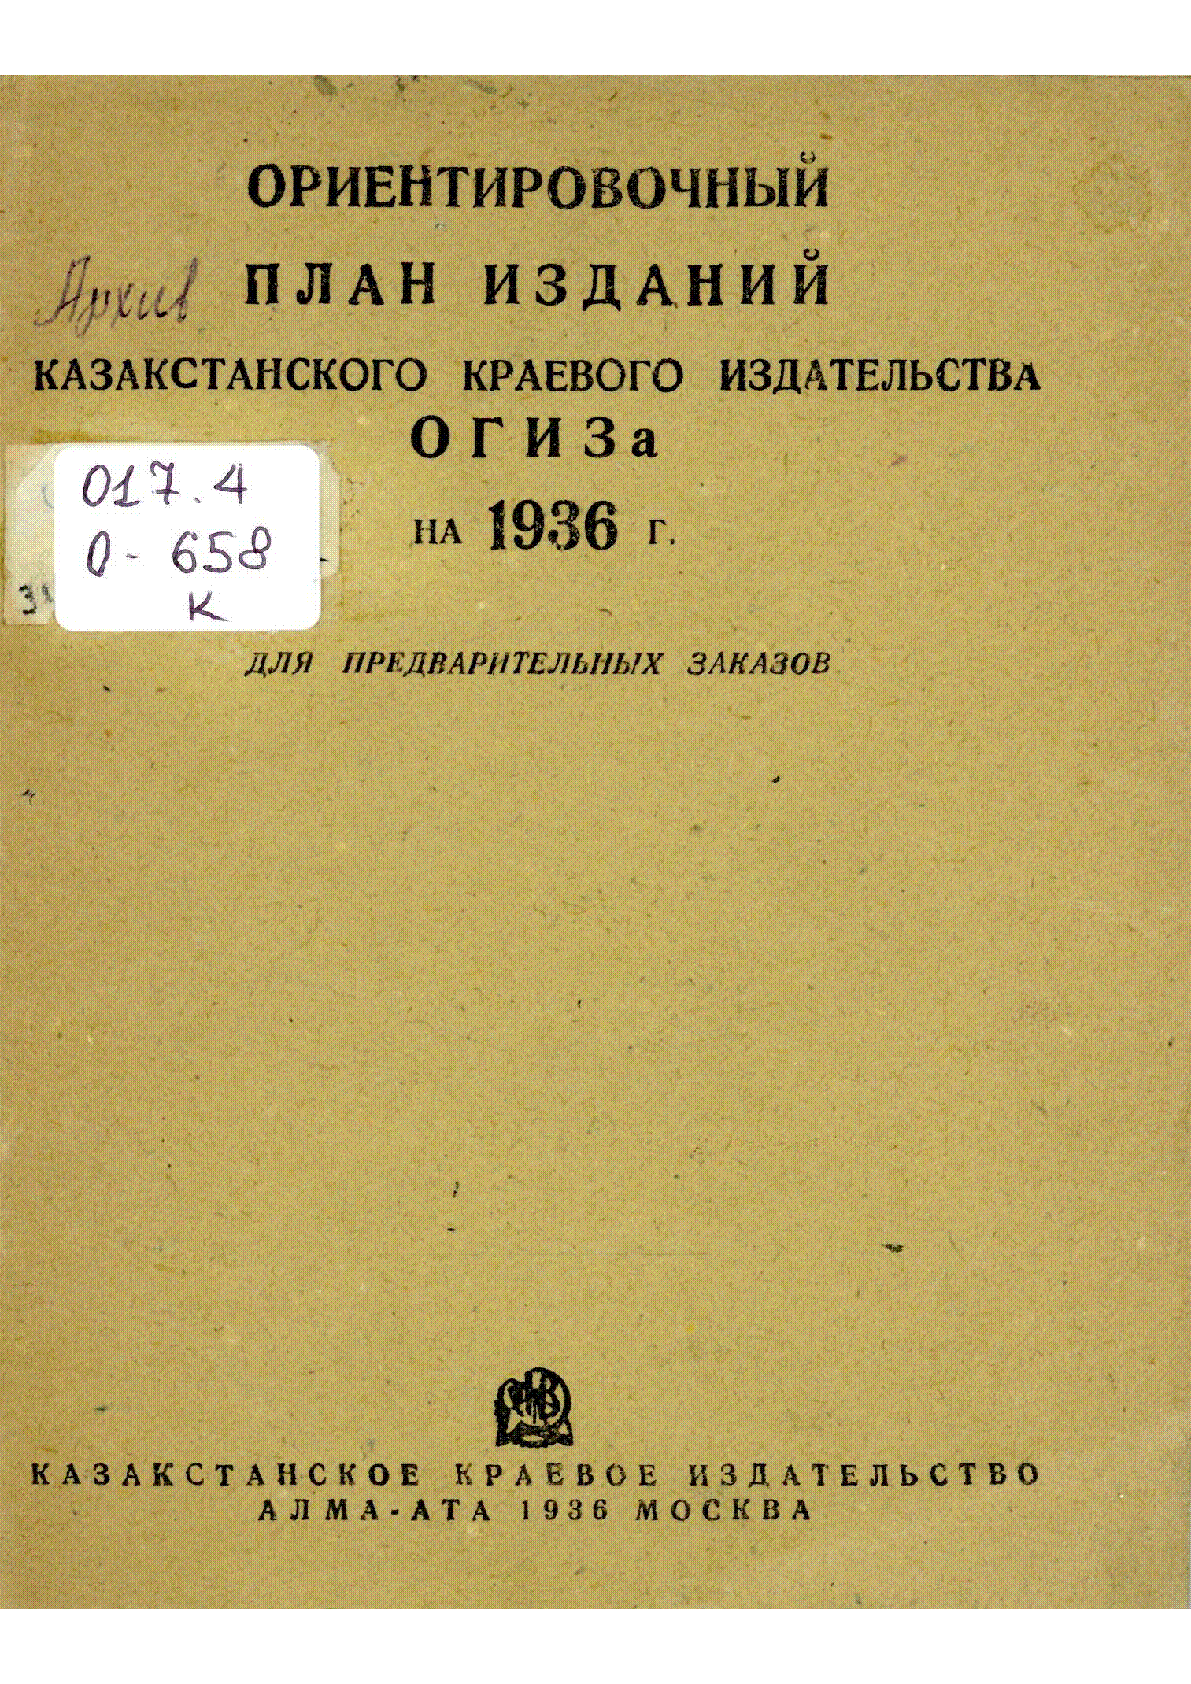 ОРИЕНТИРОВОЧНЫЙ
ПЛАН ИЗДАНИЙ
Архив
КАЗАКСТАНСКОГО КРАЕВОГО ИЗДАТЕЛЬСТВА
ОГИЗа
017.4
О-658
К
НА 1936 Г.
ДЛЯ ПРЕДВАРИТЕЛЬНЫХ ЗАКАЗОВ
КАЗАКСТАНСКОЕ КРАЕВОЕ ИЗДАТЕЛЬСТВО
АЛМА-АТА 1936 МОСКВА